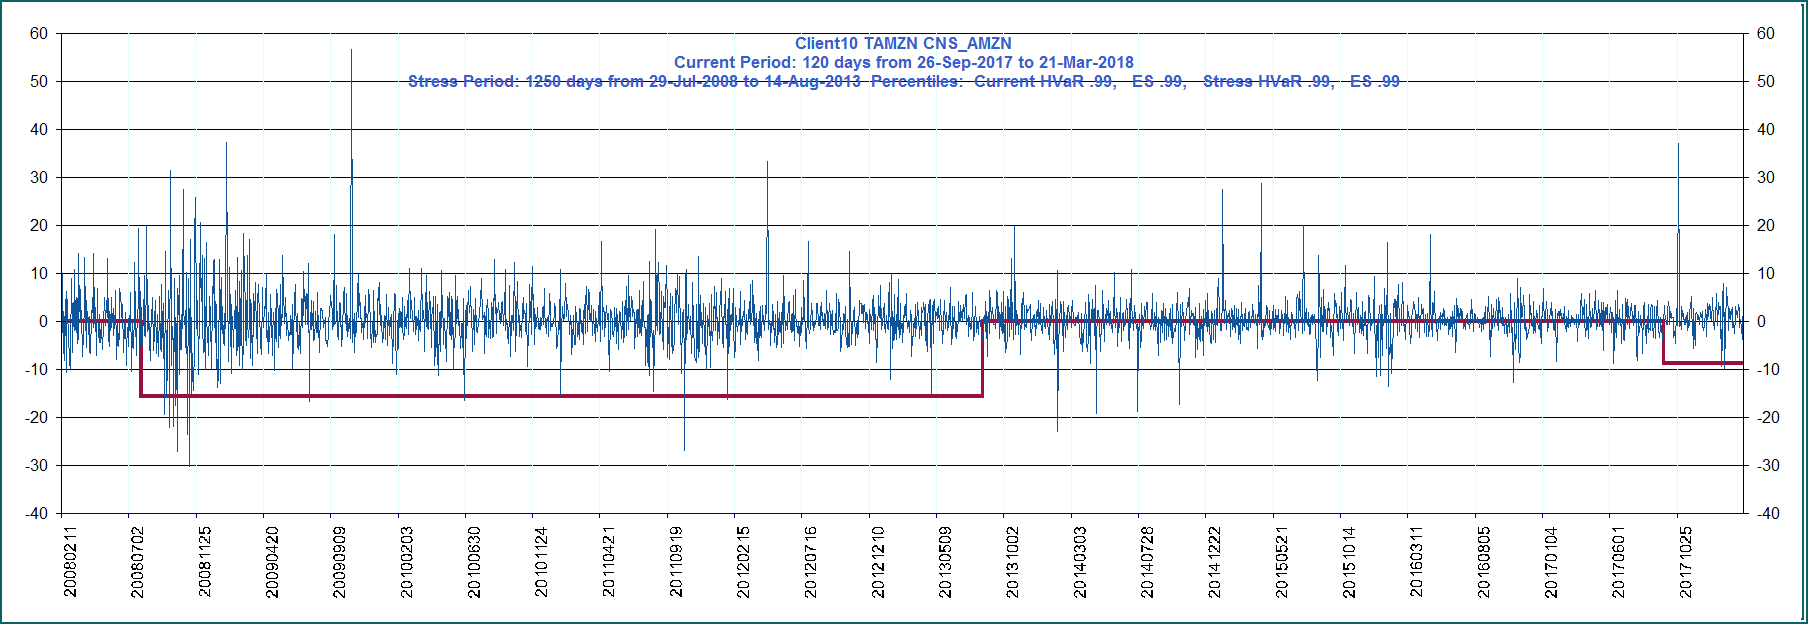 Client10 TAMZN CNS_AMZN
Current Period: 120 days from 26-Sep-2017 to 21-Mar-2018
Stress Period: 1250 days from 29-Jul-2008 to 14-Aug-2013  Percentiles:  Current HVaR .99,   ES .99,   Stress HVaR .99,   ES .99
60 60
50 50
40 40
30 30
20 20
10 10
0 0
-10 -10
-20 -20
-30 -30
-40 -40
20080211 20080702 20081125 20090420 20090909 20100203 20100630 20101124 20110421 20110919 20120215 20120716 20121210 20130509 20131002 20140303 20140728 20141222 20150521 20151014 20160311 20160805 20170104 20170601 20171025